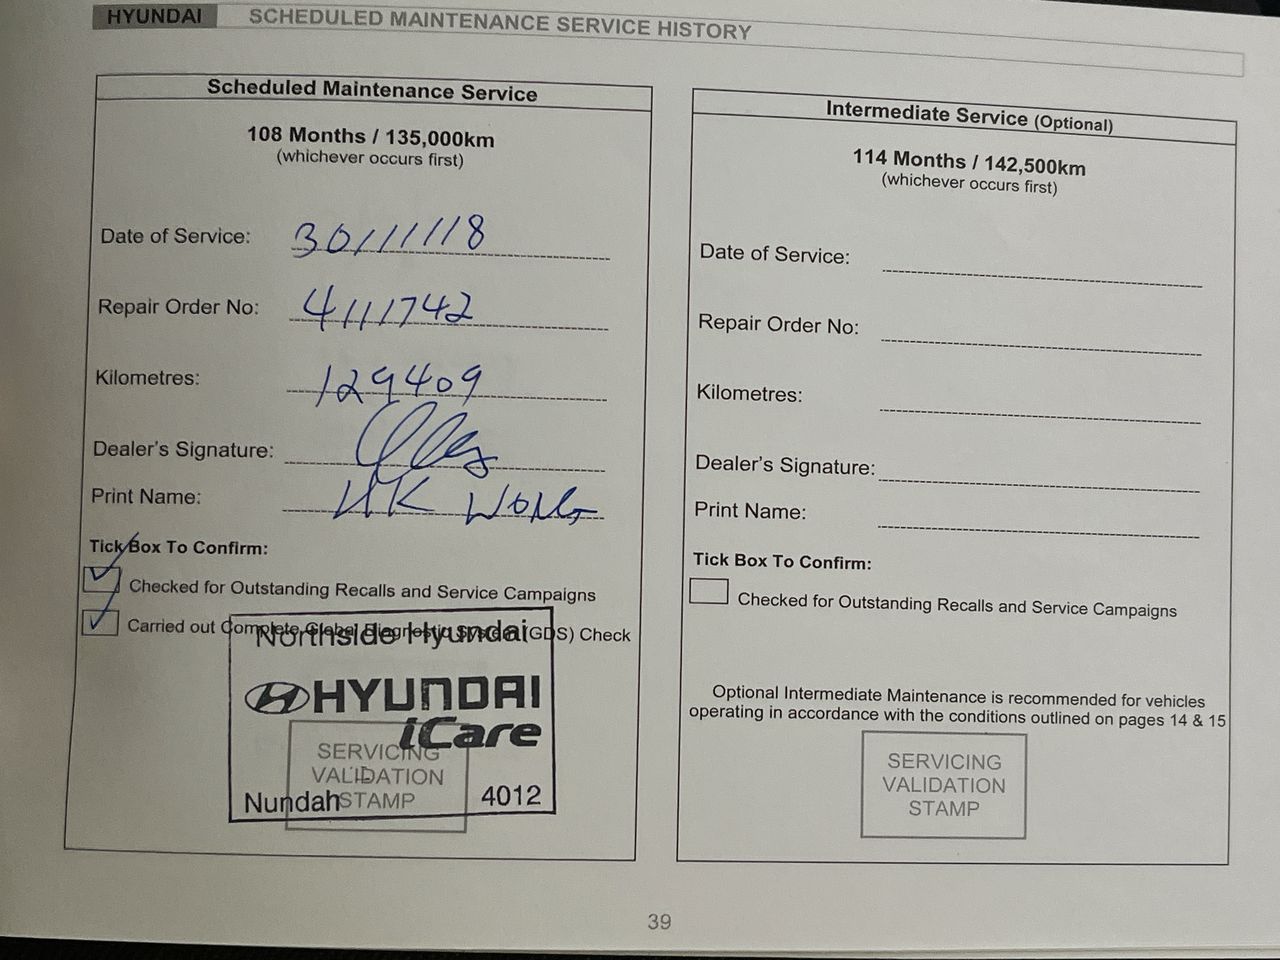 HYUNDAI SCHEDULED MAINTENANCE SERVICE HISTORY
Scheduled Maintenance Service
108 Months / 135,000km
(whichever occurs first)
Date of Service: 30/11/18
Repair Order No: 4111742
Kilometres: 129409
Dealer's Signature:
Print Name: WONG
Tick Box To Confirm:
Checked for Outstanding Recalls and Service Campaigns
Carried out Complete Global Diagnostic System (GDS) Check
Northside Hyundai
HYUNDAI
iCare
SERVICING
VALIDATION
STAMP
Nundah 4012
Intermediate Service (Optional)
114 Months / 142,500km
(whichever occurs first)
Date of Service:
Repair Order No:
Kilometres:
Dealer's Signature:
Print Name:
Tick Box To Confirm:
Checked for Outstanding Recalls and Service Campaigns
Optional Intermediate Maintenance is recommended for vehicles
operating in accordance with the conditions outlined on pages 14 & 15
SERVICING
VALIDATION
STAMP
39